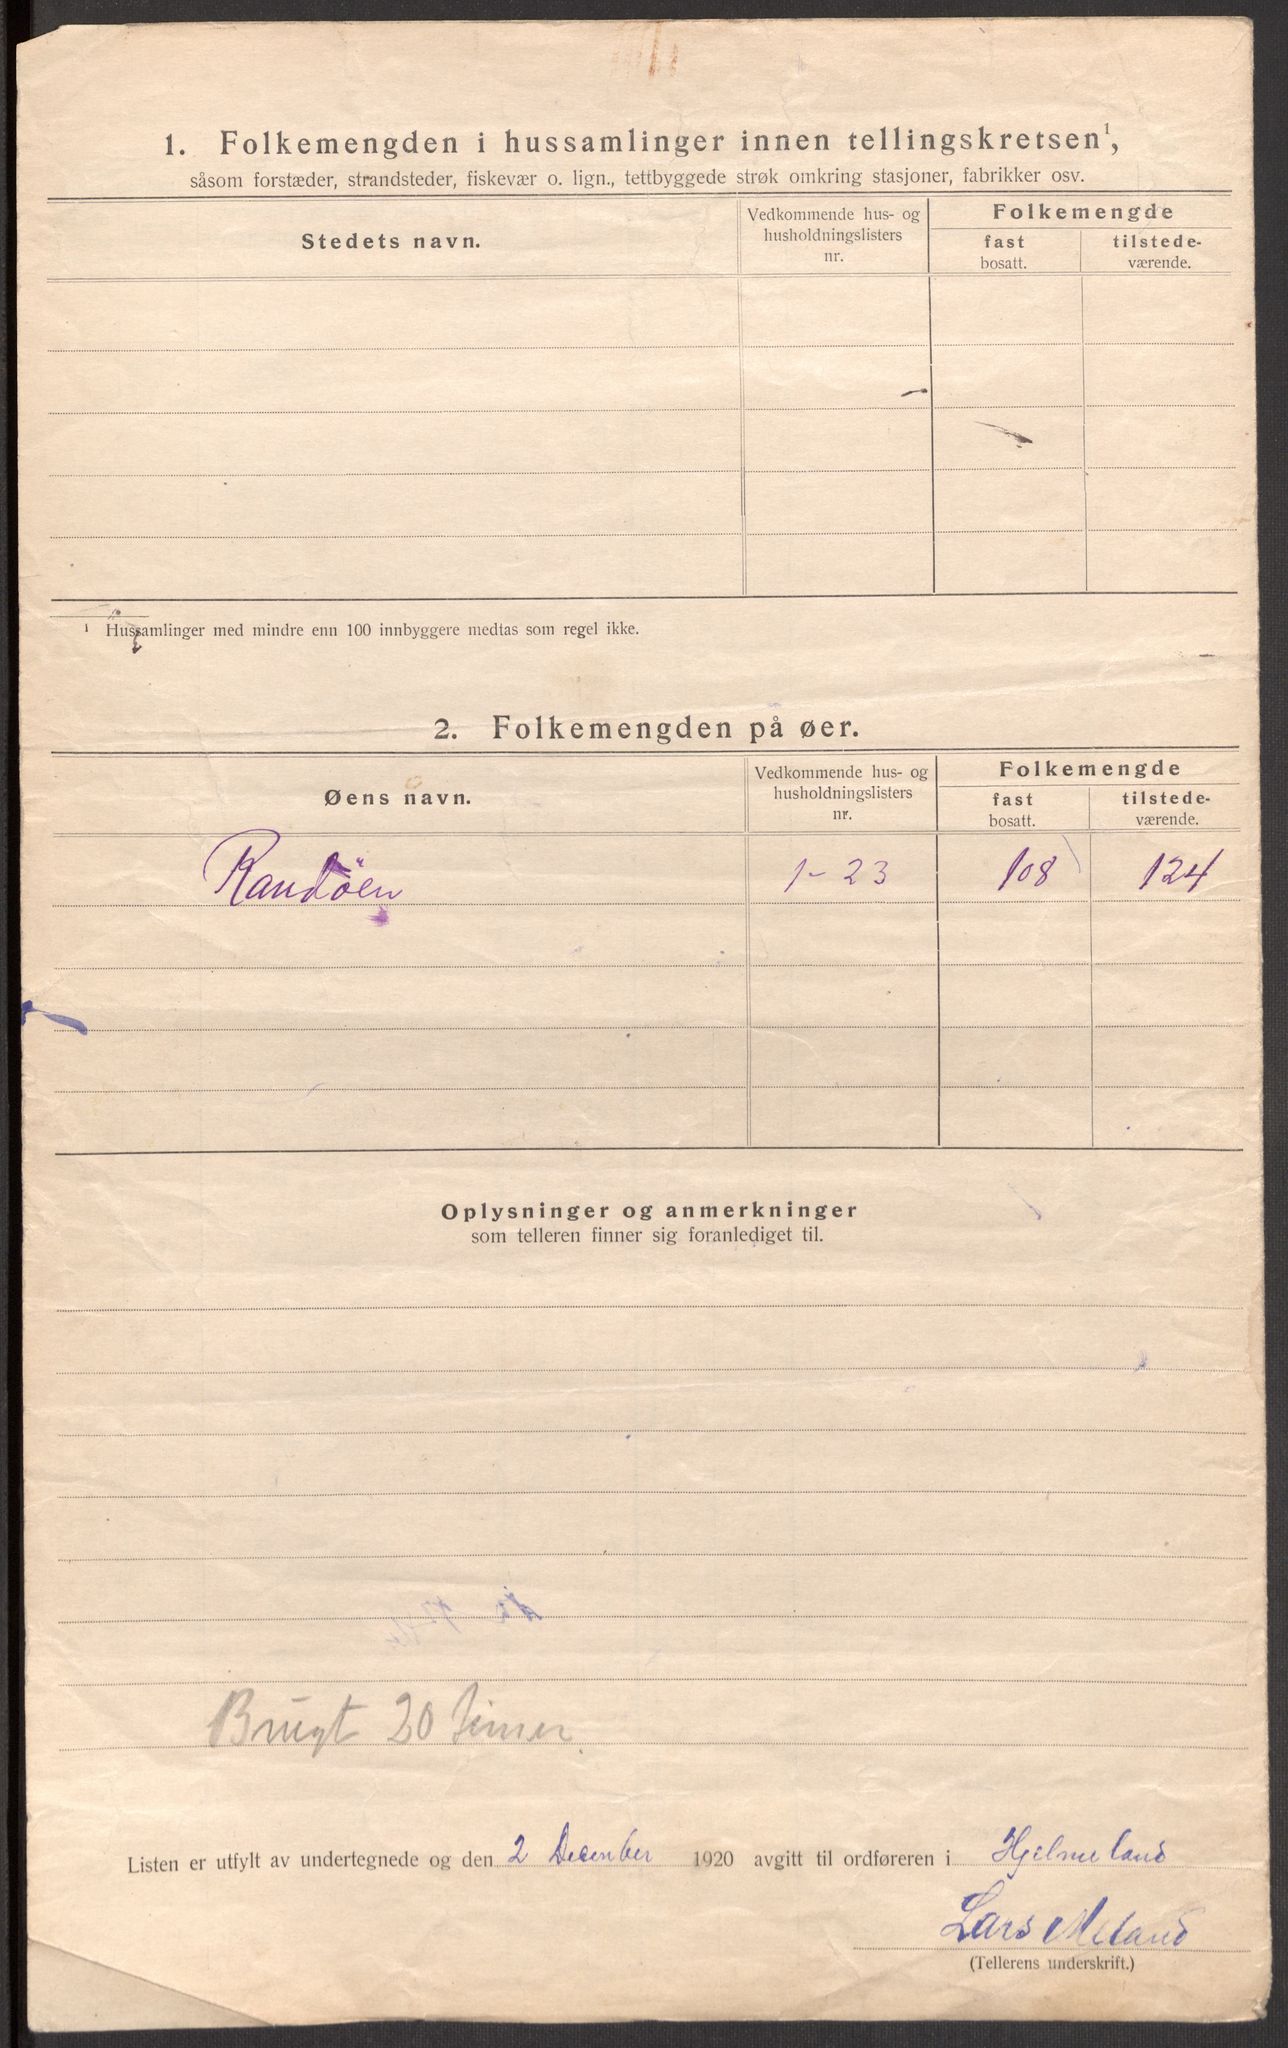 1. Folkemengden i hussamlinger innen tellingskretsen¹,
såsom forstæder, strandsteder, fiskevær o. lign., tettbyggede strøk omkring stasjoner, fabrikker osv.
Stedets navn.
Vedkommende hus- og
husholdningslisters
nr.
Folkemengde
fast
bosatt.
tilstede-
værende.
¹ Hussamlinger med mindre enn 100 innbyggere medtas som regel ikke.
2. Folkemengden på øer.
Øens navn.
Vedkommende hus- og
husholdningslisters
nr.
Folkemengde
fast
bosatt.
tilstede-
værende.
Randöen 1-23 108 124
Oplysninger og anmerkninger
som telleren finner sig foranlediget til.
Brugt 20 timer
Listen er utfylt av undertegnede og den 2 December 1920 avgitt til ordføreren i Hjelmeland
Lars Meland
(Tellerens underskrift.)